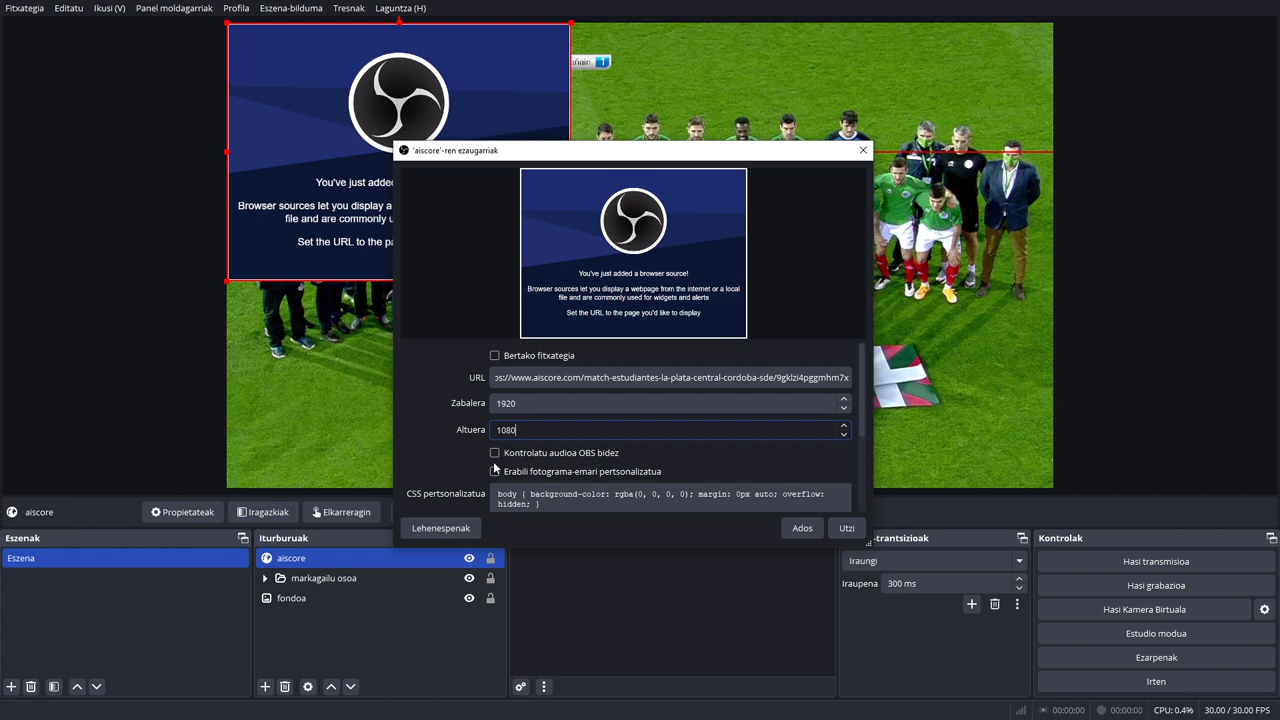 Fitxategia Editatu Ikusi (V) Panel moldagarriak Profila Eszena-bilduma Tresnak Laguntza (H)
1
You've just added
Browser sources let you display a
file and are commonly u
Set the URL to the pa
'aiscore'-ren ezaugarriak
You've just added a browser source!
Browser sources let you display a webpage from the internet or a local
file and are commonly used for widgets and alerts
Set the URL to the page you'd like to display
Bertako fitxategia
URL ps://www.aiscore.com/match-estudiantes-la-plata-central-cordoba-sde/9gklzi4pggmhm7x
Zabalera 1920
Altuera 1080
Kontrolatu audioa OBS bidez
Erabili fotograma-emari pertsonalizatua
CSS pertsonalizatua body { background-color: rgba(0, 0, 0, 0); margin: 0px auto; overflow:
hidden; }
Lehenespenak Ados Utzi
aiscore Propietateak Iragazkiak Elkarreragin
Eszenak Iturburuak -transizioak Kontrolak
Eszena
aiscore
markagailu osoa
fondoa
Iraungi
Iraupena 300 ms
Hasi transmisioa
Hasi grabazioa
Hasi Kamera Birtuala
Estudio modua
Ezarpenak
Irten
00:00:00 00:00:00 CPU: 0.4% 30.00 / 30.00 FPS